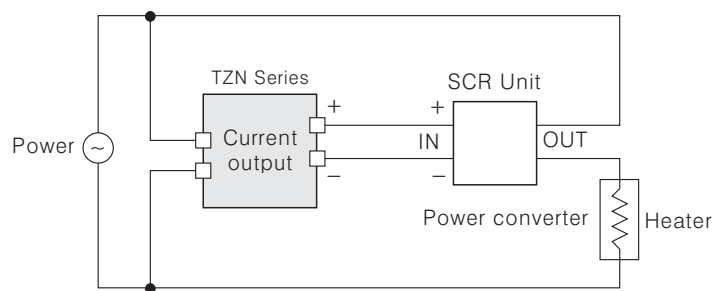 TZN Series
SCR Unit
+
+
Power
~
Current
output
IN
OUT
−
−
Power converter
Heater